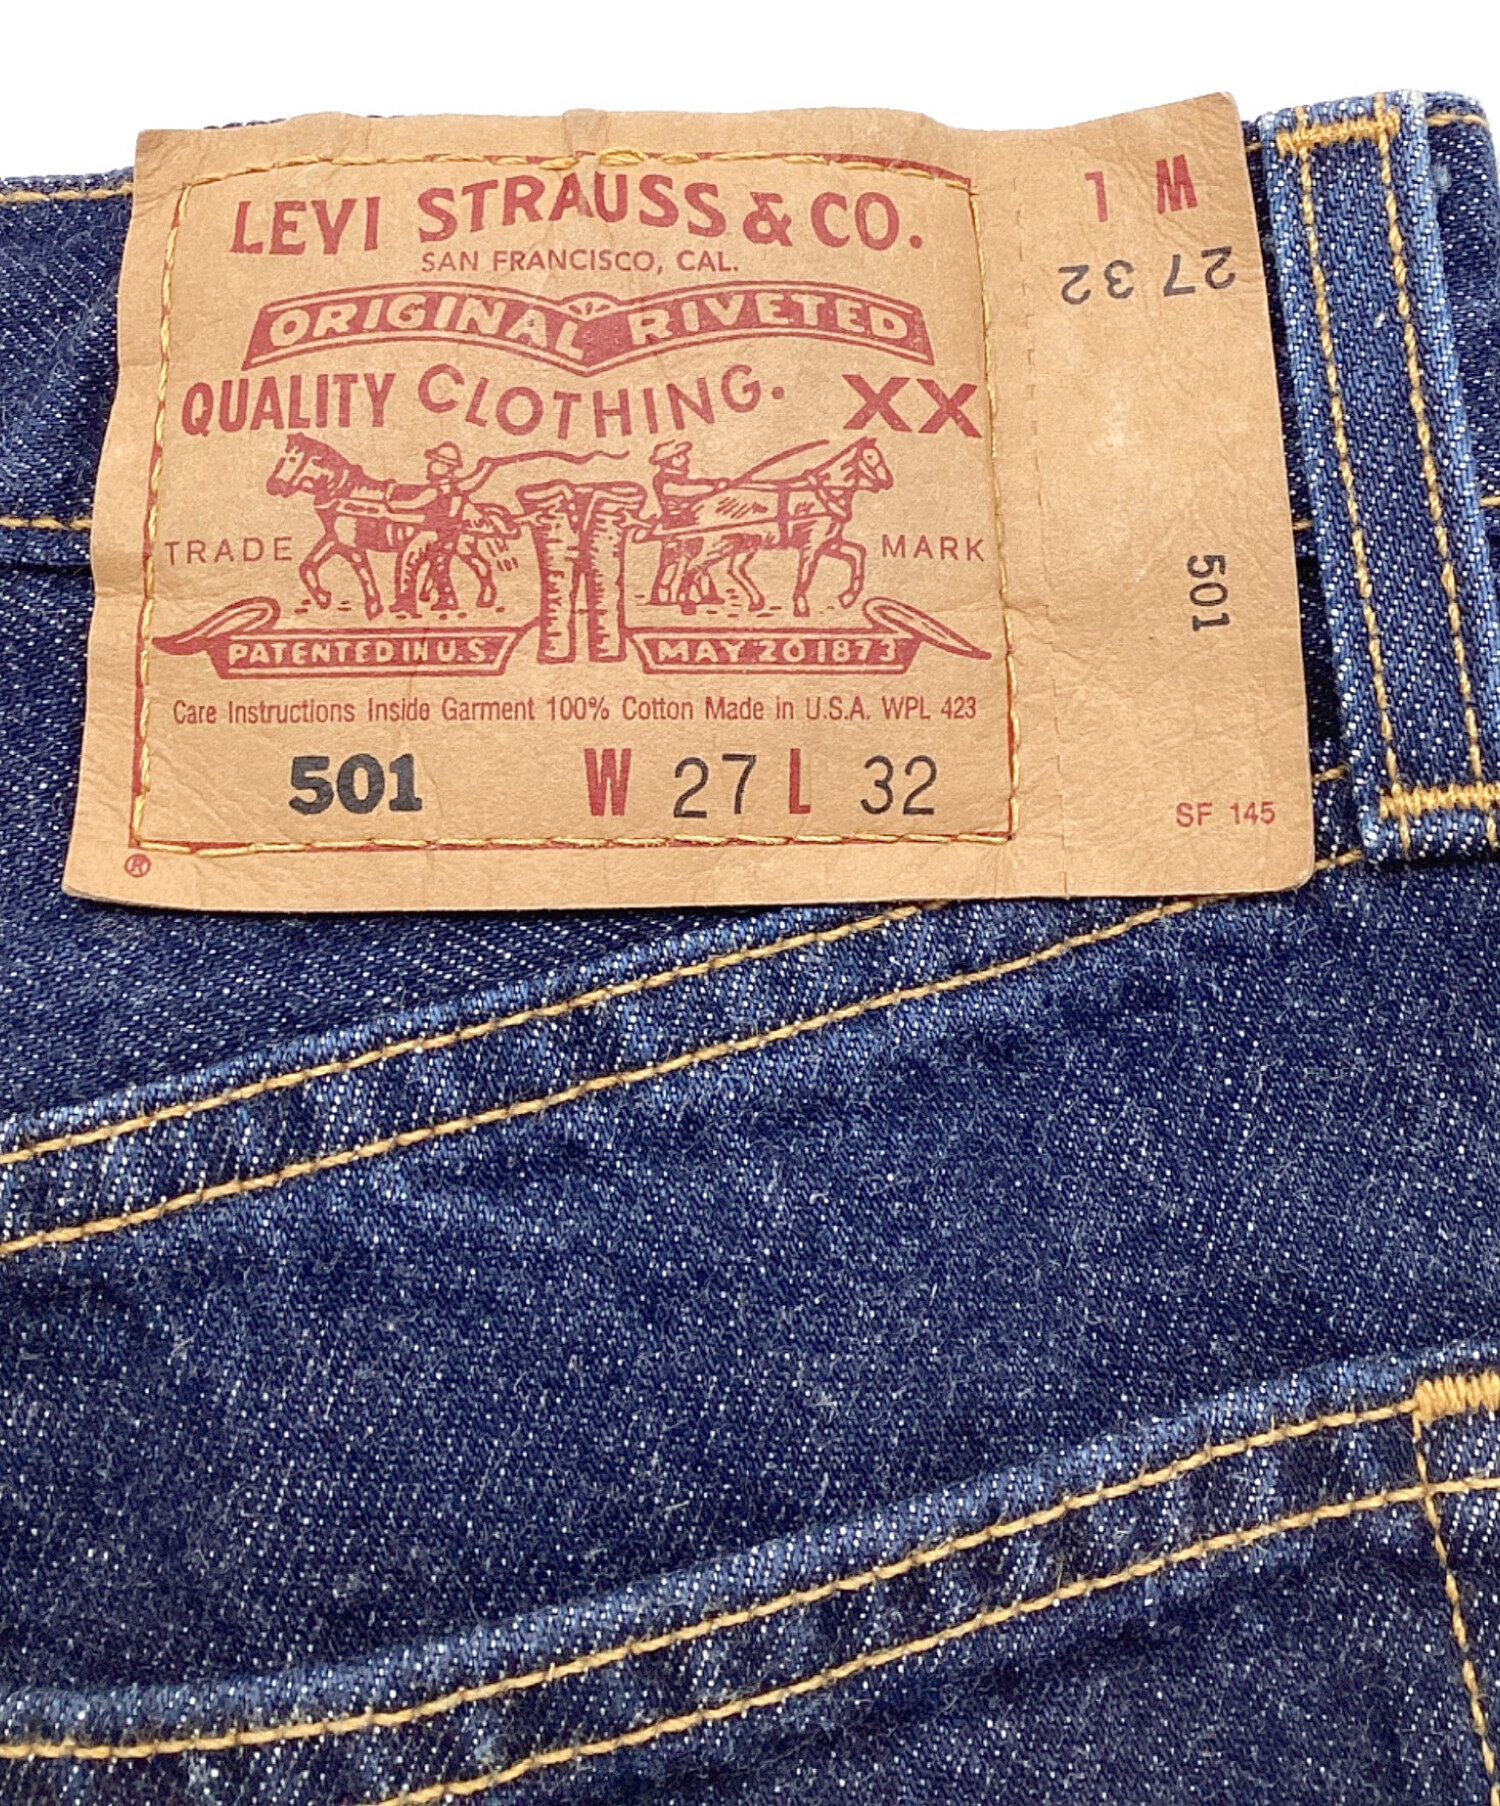 LEVI STRAUSS & CO.
SAN FRANCISCO, CAL.
ORIGINAL RIVETED
QUALITY CLOTHING. XX
TRADE MARK
PATENTED IN U.S. MAY 20 1873
Care Instructions Inside Garment 100% Cotton Made in U.S.A. WPL 423
501 W 27 L 32
®
1 M
27 32
501
SF 145